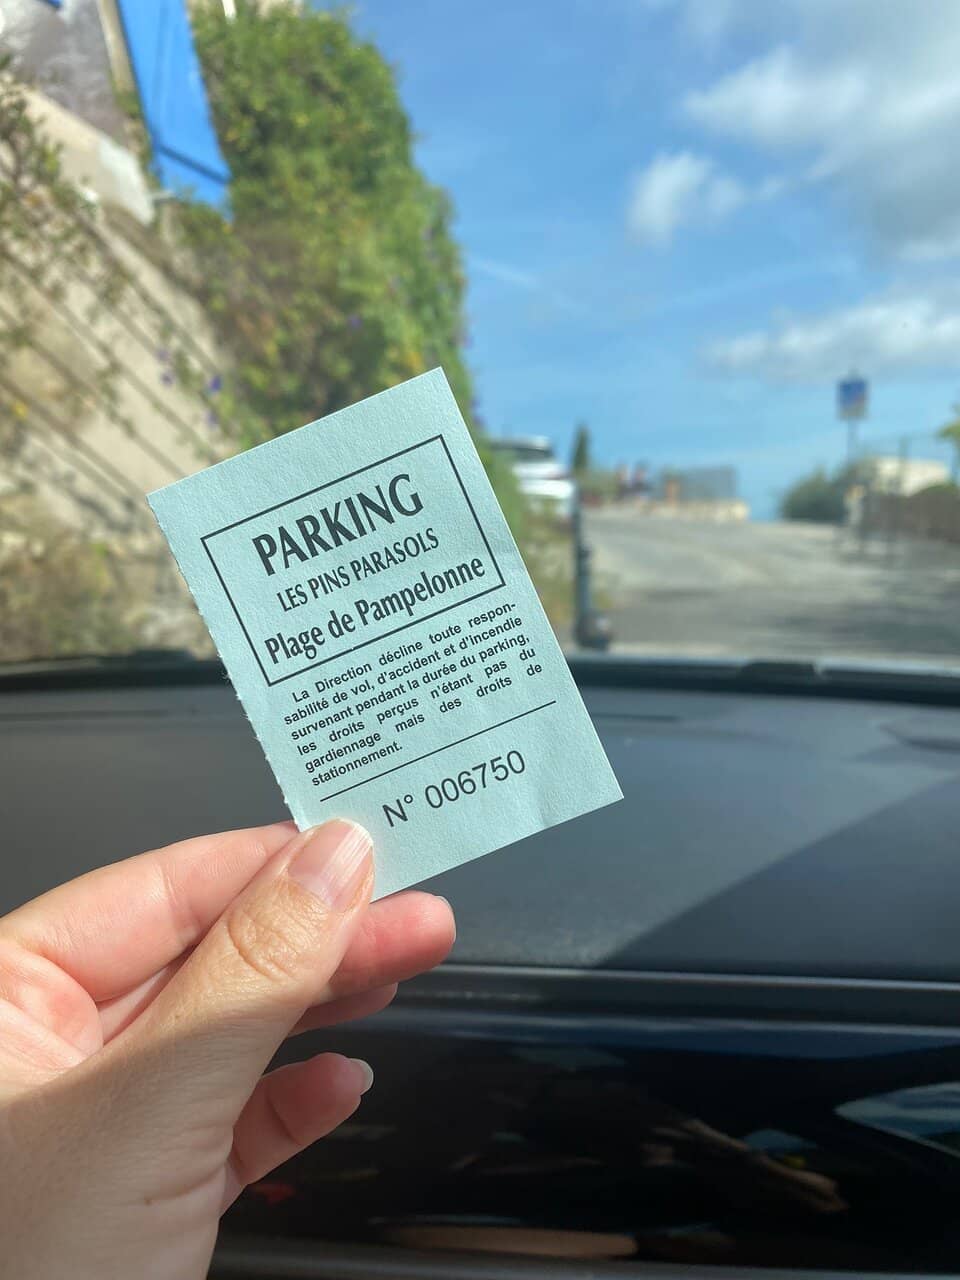 PARKING
LES PINS PARASOLS
Plage de Pampelonne
La Direction décline toute respon-
sabilité de vol, d'accident et d'incendie
survenant pendant la durée du parking,
les droits perçus n'étant pas du
gardiennage mais des droits de
stationnement.
N° 006750